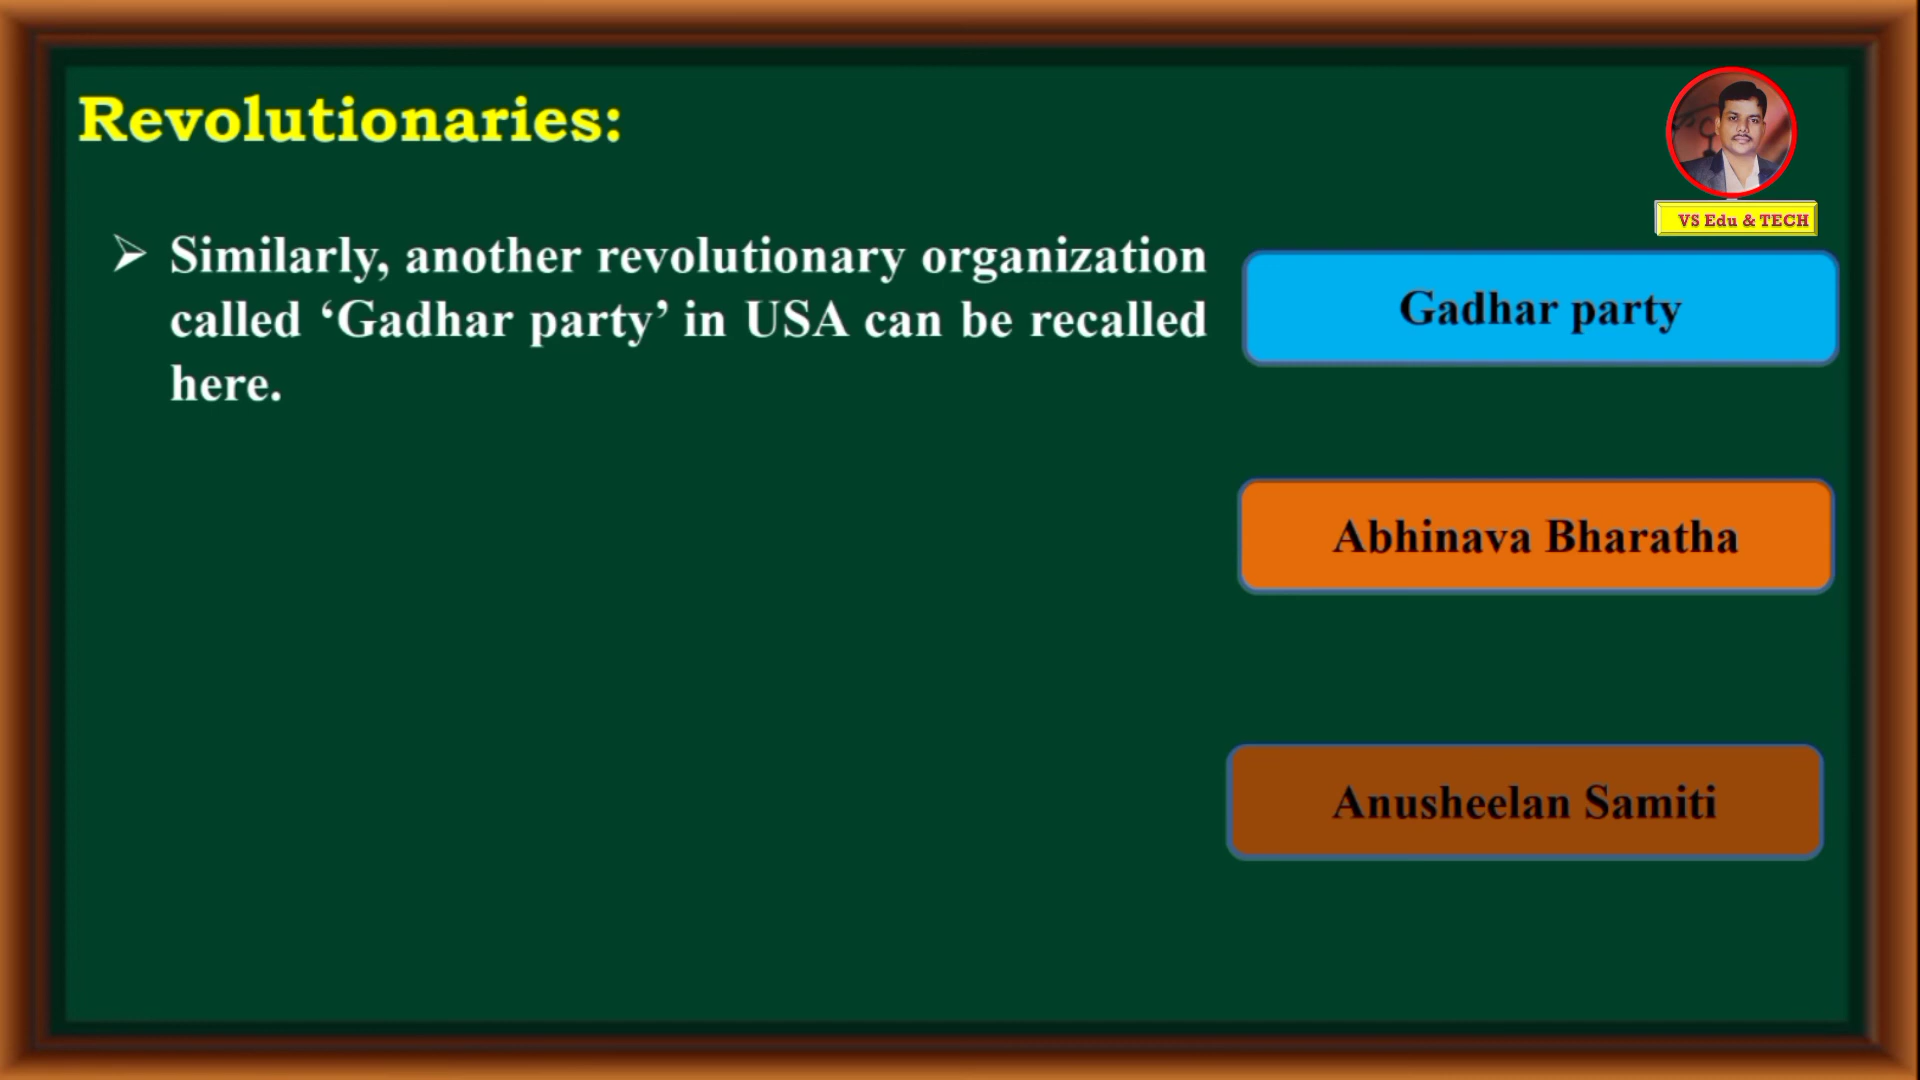 Revolutionaries:
VS Edu & TECH
Similarly, another revolutionary organization
called ‘Gadhar party’ in USA can be recalled
here.
Gadhar party
Abhinava Bharatha
Anusheelan Samiti